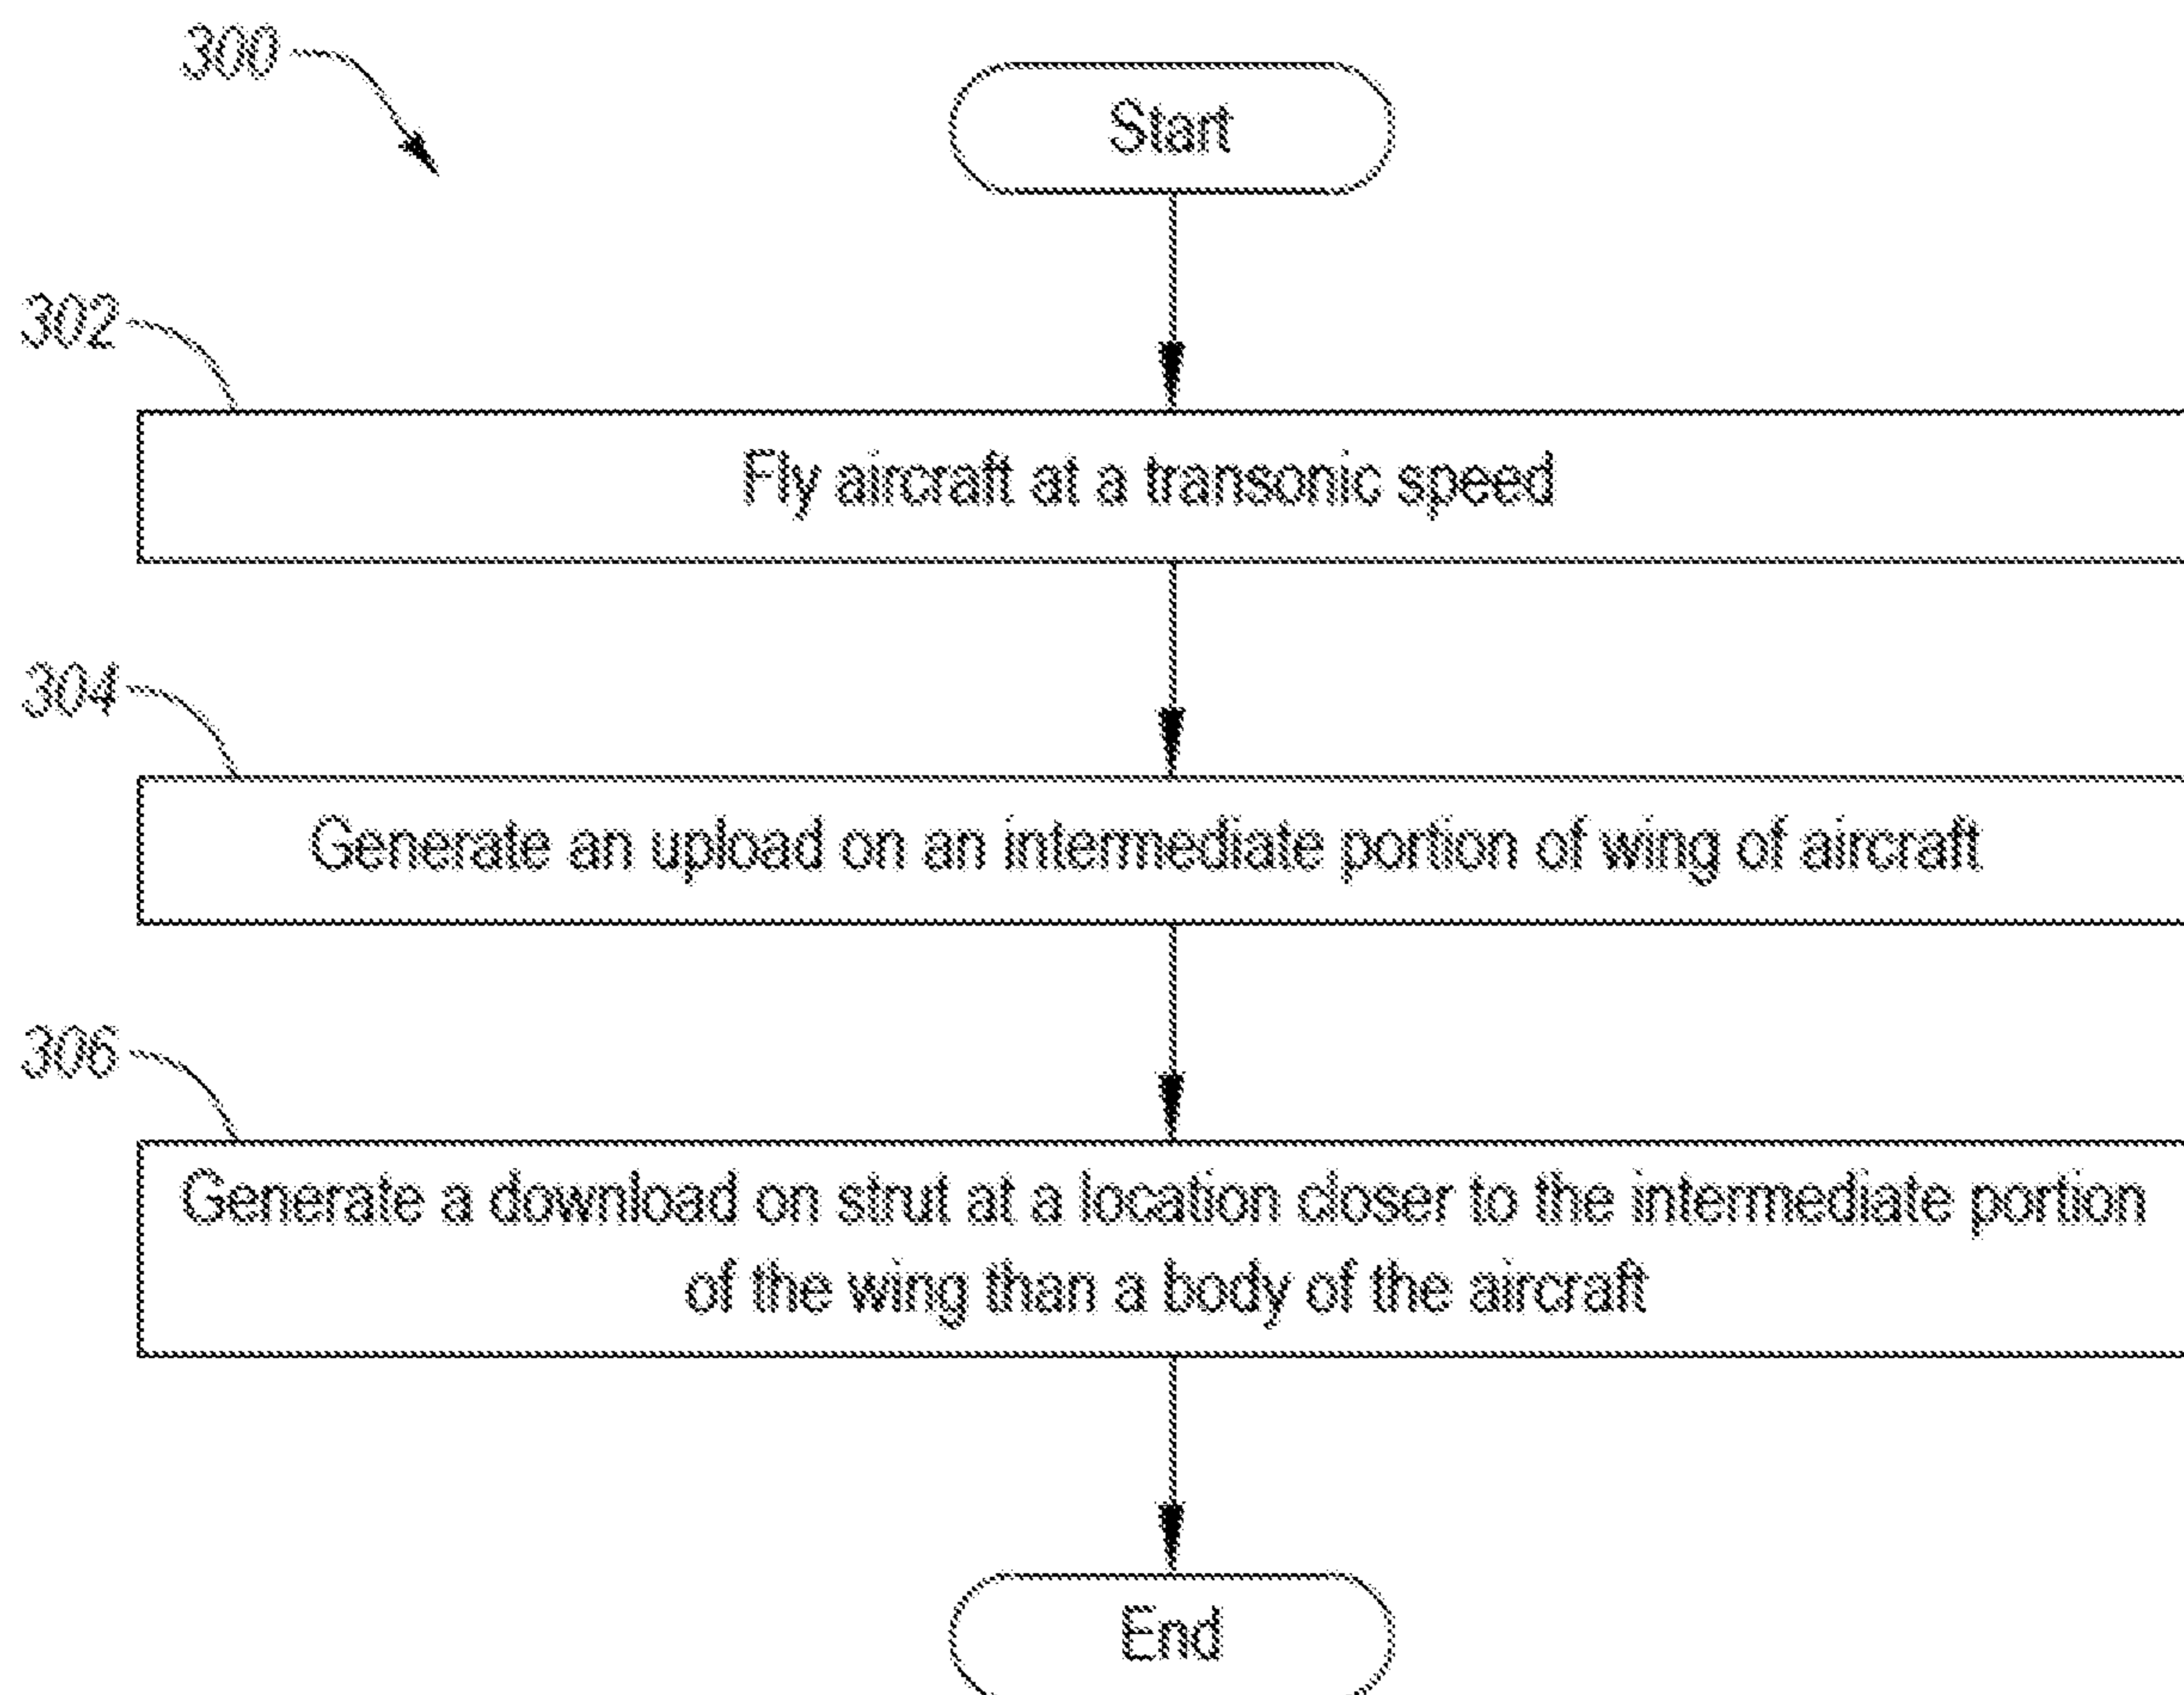 300
Start
302
Fly aircraft at a transonic speed
304
Generate an upload on an intermediate portion of wing of aircraft
306
Generate a download on strut at a location closer to the intermediate portion
of the wing than a body of the aircraft
End